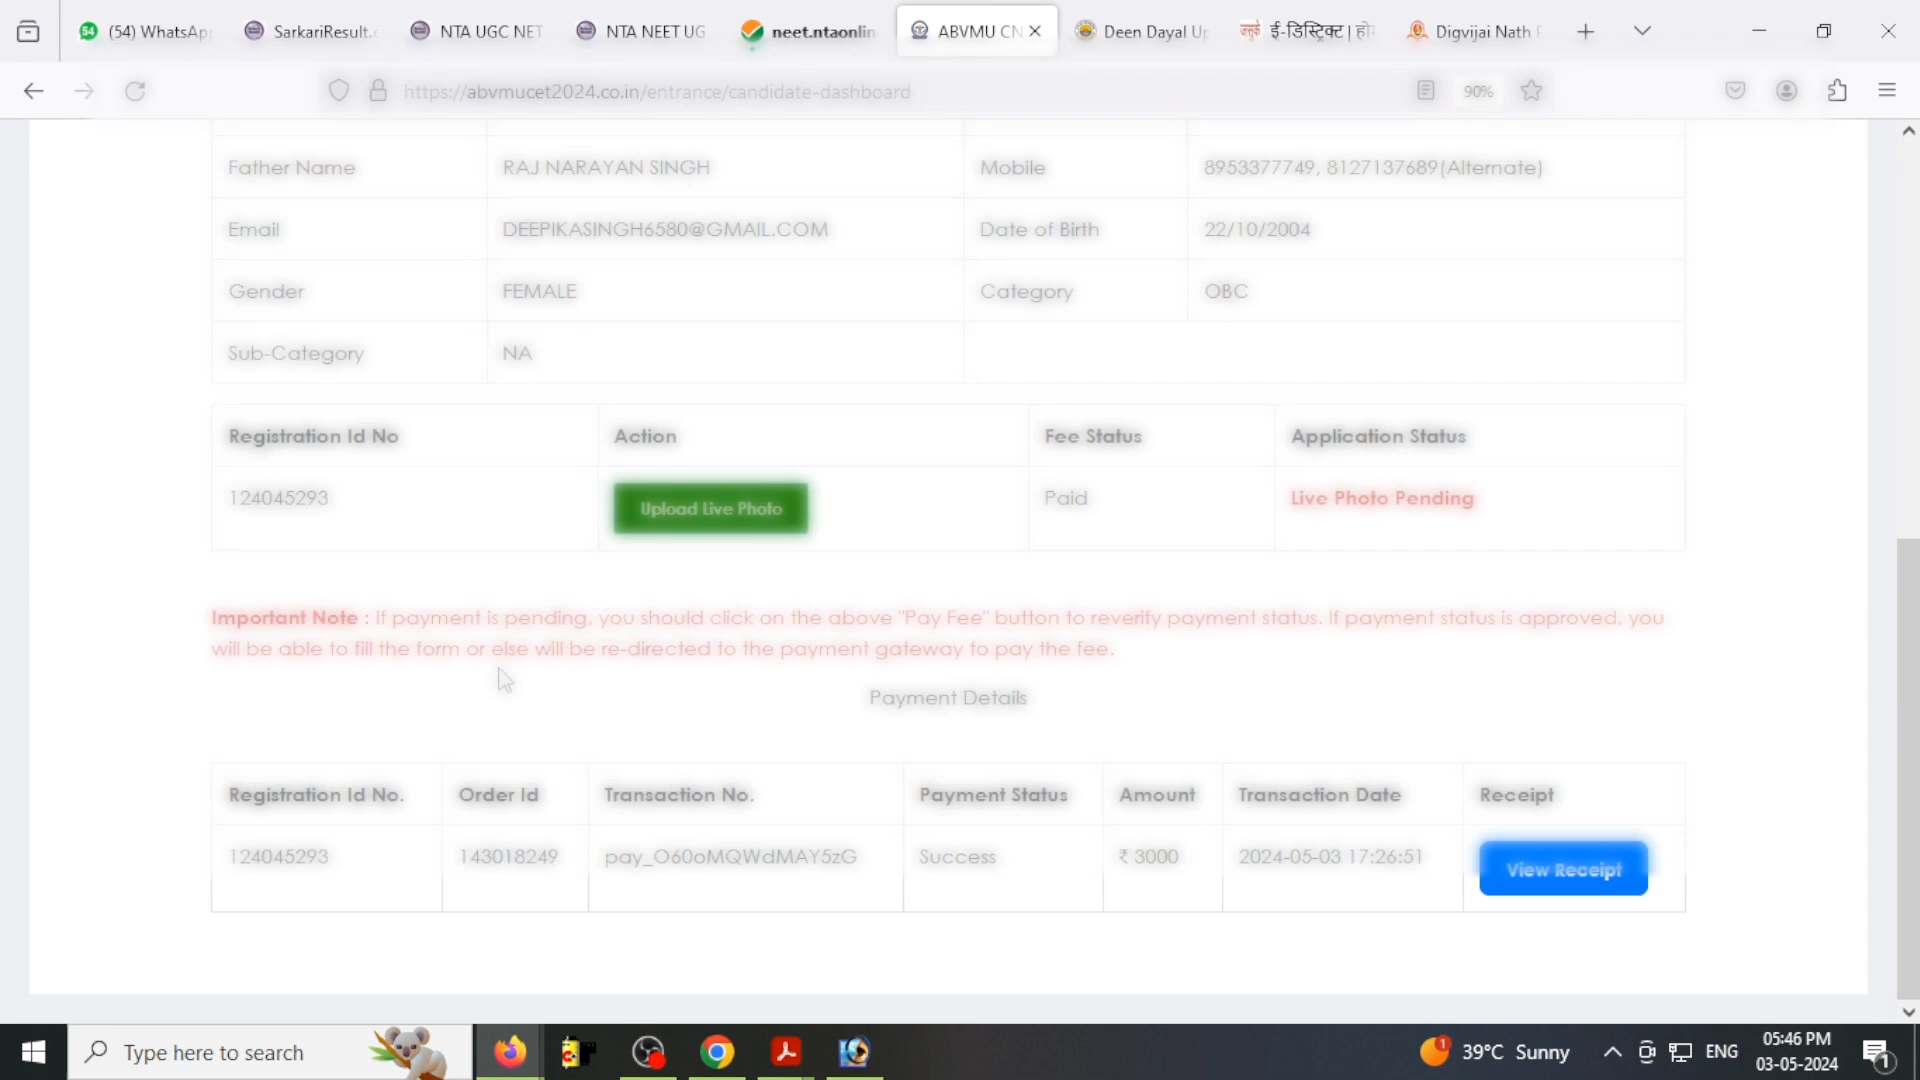 (54) WhatsApp
SarkariResult.c
NTA UGC NET
NTA NEET UG
neet.ntaonlin
ABVMU CN
Deen Dayal Up
ई-डिस्ट्रिक्ट | हो
Digvijai Nath P
https://abvmucet2024.co.in/entrance/candidate-dashboard
90%
Father Name RAJ NARAYAN SINGH Mobile 8953377749, 8127137689(Alternate)
Email DEEPIKASINGH6580@GMAIL.COM Date of Birth 22/10/2004
Gender FEMALE Category OBC
Sub-Category NA
Registration Id No Action Fee Status Application Status
124045293 Upload Live Photo Paid Live Photo Pending
Important Note : If payment is pending, you should click on the above "Pay Fee" button to reverify payment status. If payment status is approved, you
will be able to fill the form or else will be re-directed to the payment gateway to pay the fee.
Payment Details
Registration Id No. Order Id Transaction No. Payment Status Amount Transaction Date Receipt
124045293 143018249 pay_O60oMQWdMAY5zG Success ₹ 3000 2024-05-03 17:26:51 View Receipt
Type here to search
1
39°C Sunny
ENG
05:46 PM
03-05-2024
1